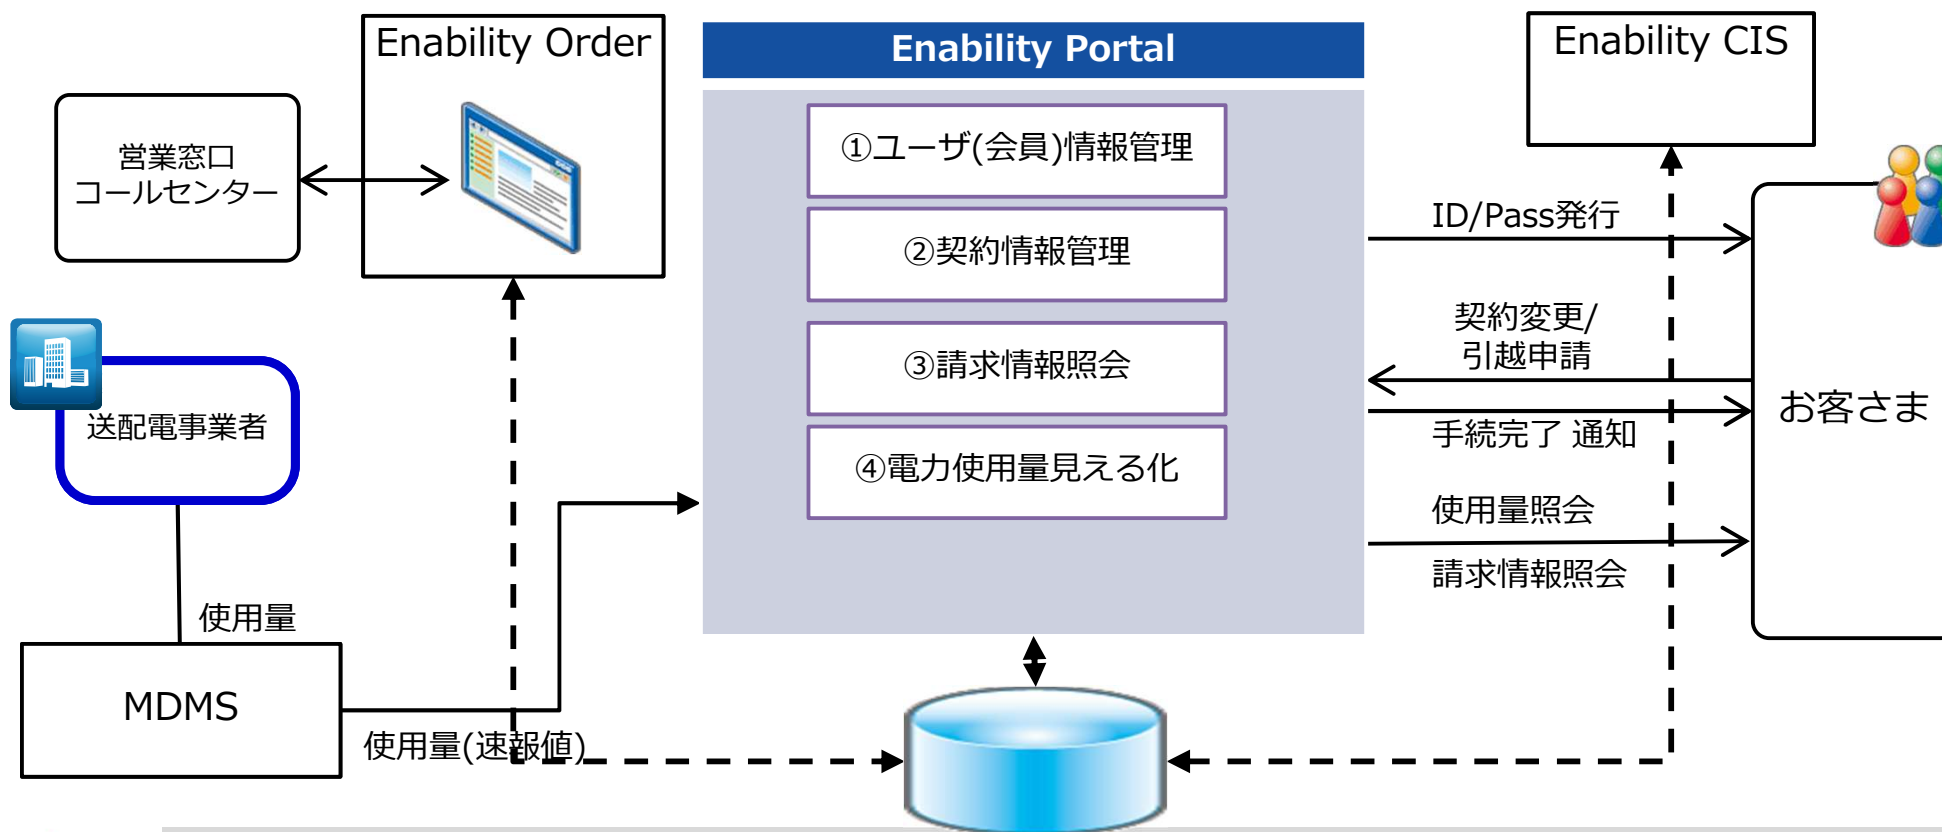 Enability Order
Enability Portal
Enability CIS
営業窓口
コールセンター
①ユーザ(会員)情報管理
②契約情報管理
③請求情報照会
④電力使用量見える化
ID/Pass発行
契約変更/
引越申請
手続完了 通知
使用量照会
請求情報照会
お客さま
送配電事業者
使用量
MDMS
使用量(速報値)